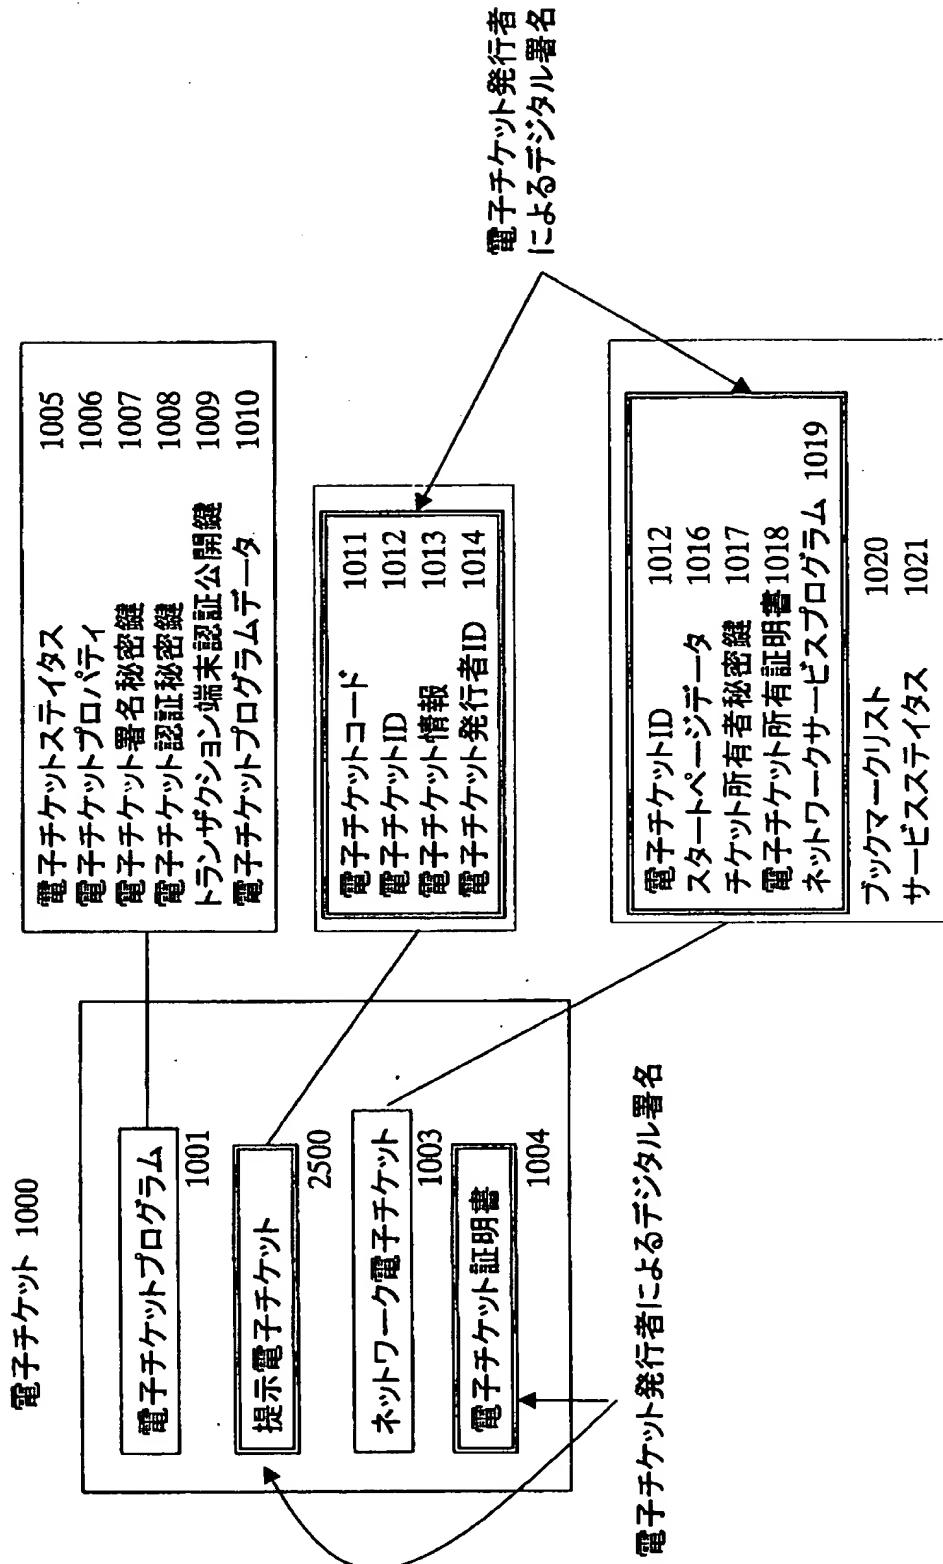 電子チケット 1000
電子チケットプログラム
1001
提示電子チケット
2500
ネットワーク電子チケット
1003
電子チケット証明書
1004
電子チケット発行者によるデジタル署名
電子チケットステイタス 1005
電子チケットプロパティ 1006
電子チケット署名秘密鍵 1007
電子チケット認証秘密鍵 1008
トランザクション端末認証公開鍵 1009
電子チケットプログラムデータ 1010
電子チケットコード 1011
電子チケットID 1012
電子チケット情報 1013
電子チケット発行者ID 1014
電子チケットID 1012
スタートページデータ 1016
チケット所有者秘密鍵 1017
電子チケット所有証明書 1018
ネットワークサービスプログラム 1019
ブックマークリスト 1020
サービスステイタス 1021
電子チケット発行者
によるデジタル署名